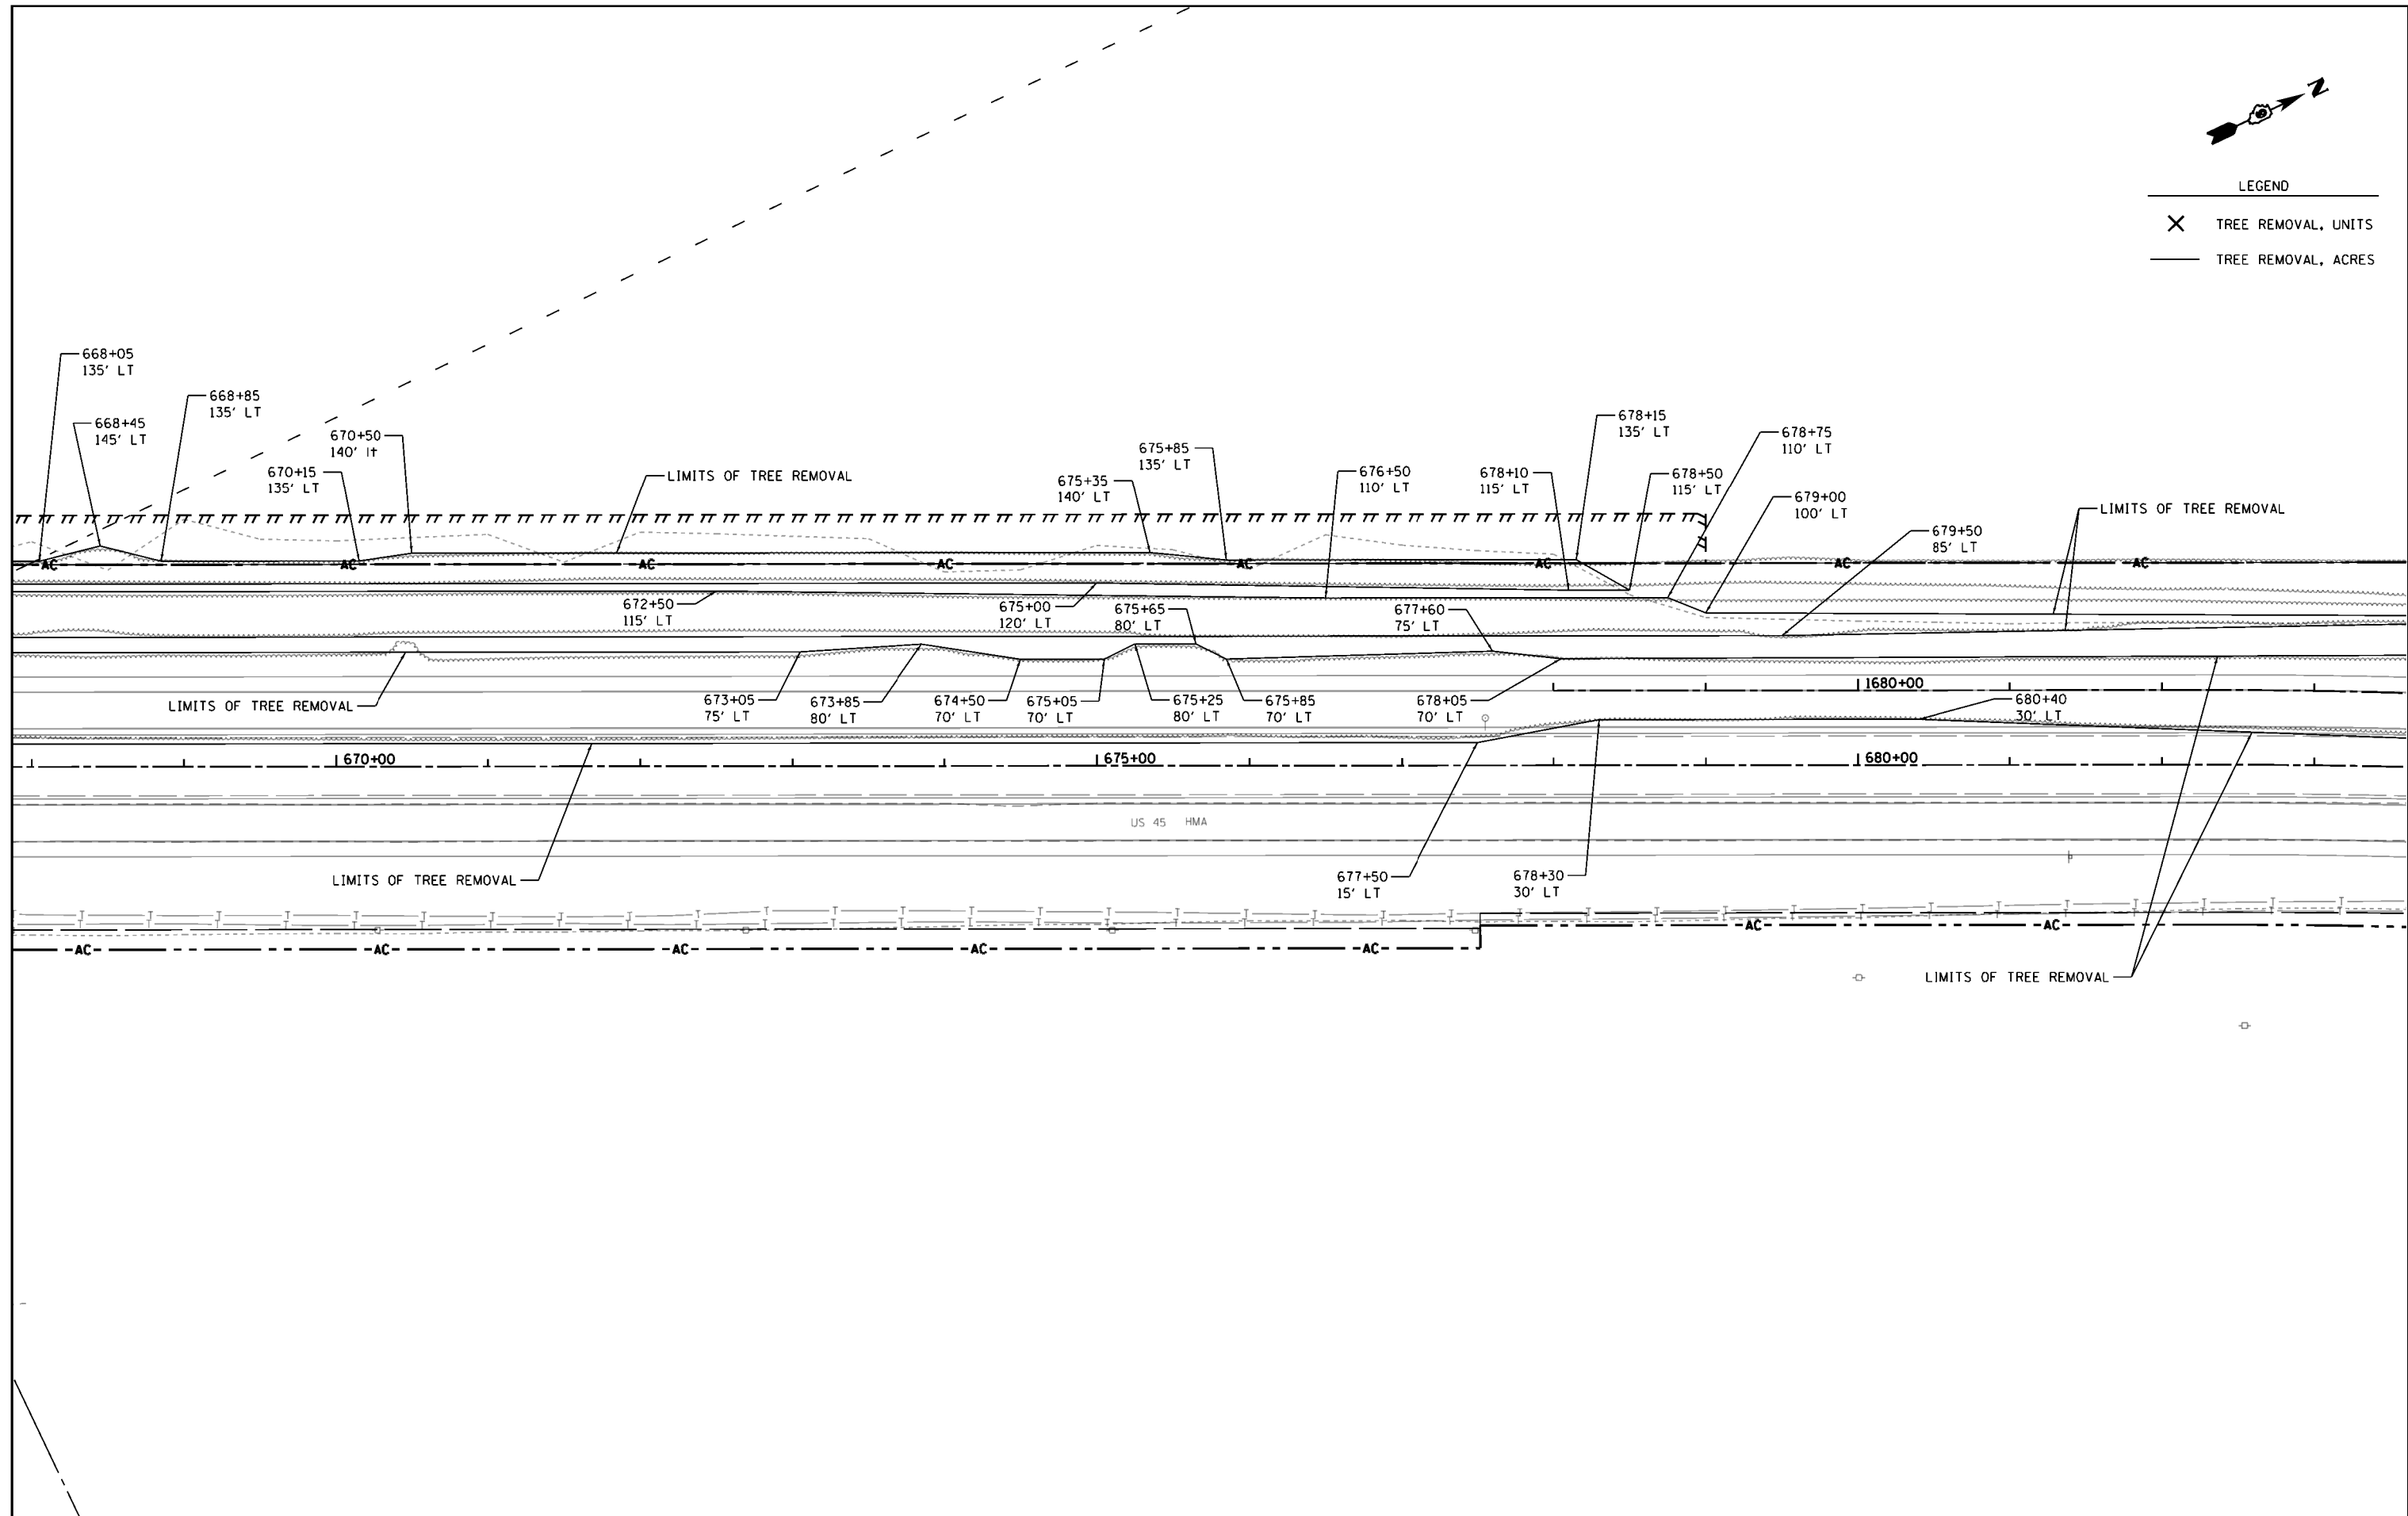 N
LEGEND
TREE REMOVAL, UNITS
TREE REMOVAL, ACRES
668+05
135' LT
668+45
145' LT
668+85
135' LT
670+15
135' LT
670+50
140' lt
LIMITS OF TREE REMOVAL
675+35
140' LT
675+85
135' LT
676+50
110' LT
678+10
115' LT
678+15
135' LT
678+50
115' LT
678+75
110' LT
679+00
100' LT
679+50
85' LT
LIMITS OF TREE REMOVAL
AC
AC
AC
AC
AC
AC
AC
AC
672+50
115' LT
675+00
120' LT
675+65
80' LT
677+60
75' LT
LIMITS OF TREE REMOVAL
673+05
75' LT
673+85
80' LT
674+50
70' LT
675+05
70' LT
675+25
80' LT
675+85
70' LT
678+05
70' LT
1680+00
680+40
30' LT
670+00
675+00
680+00
US 45 HMA
LIMITS OF TREE REMOVAL
677+50
15' LT
678+30
30' LT
AC
AC
AC
AC
AC
AC
AC
LIMITS OF TREE REMOVAL